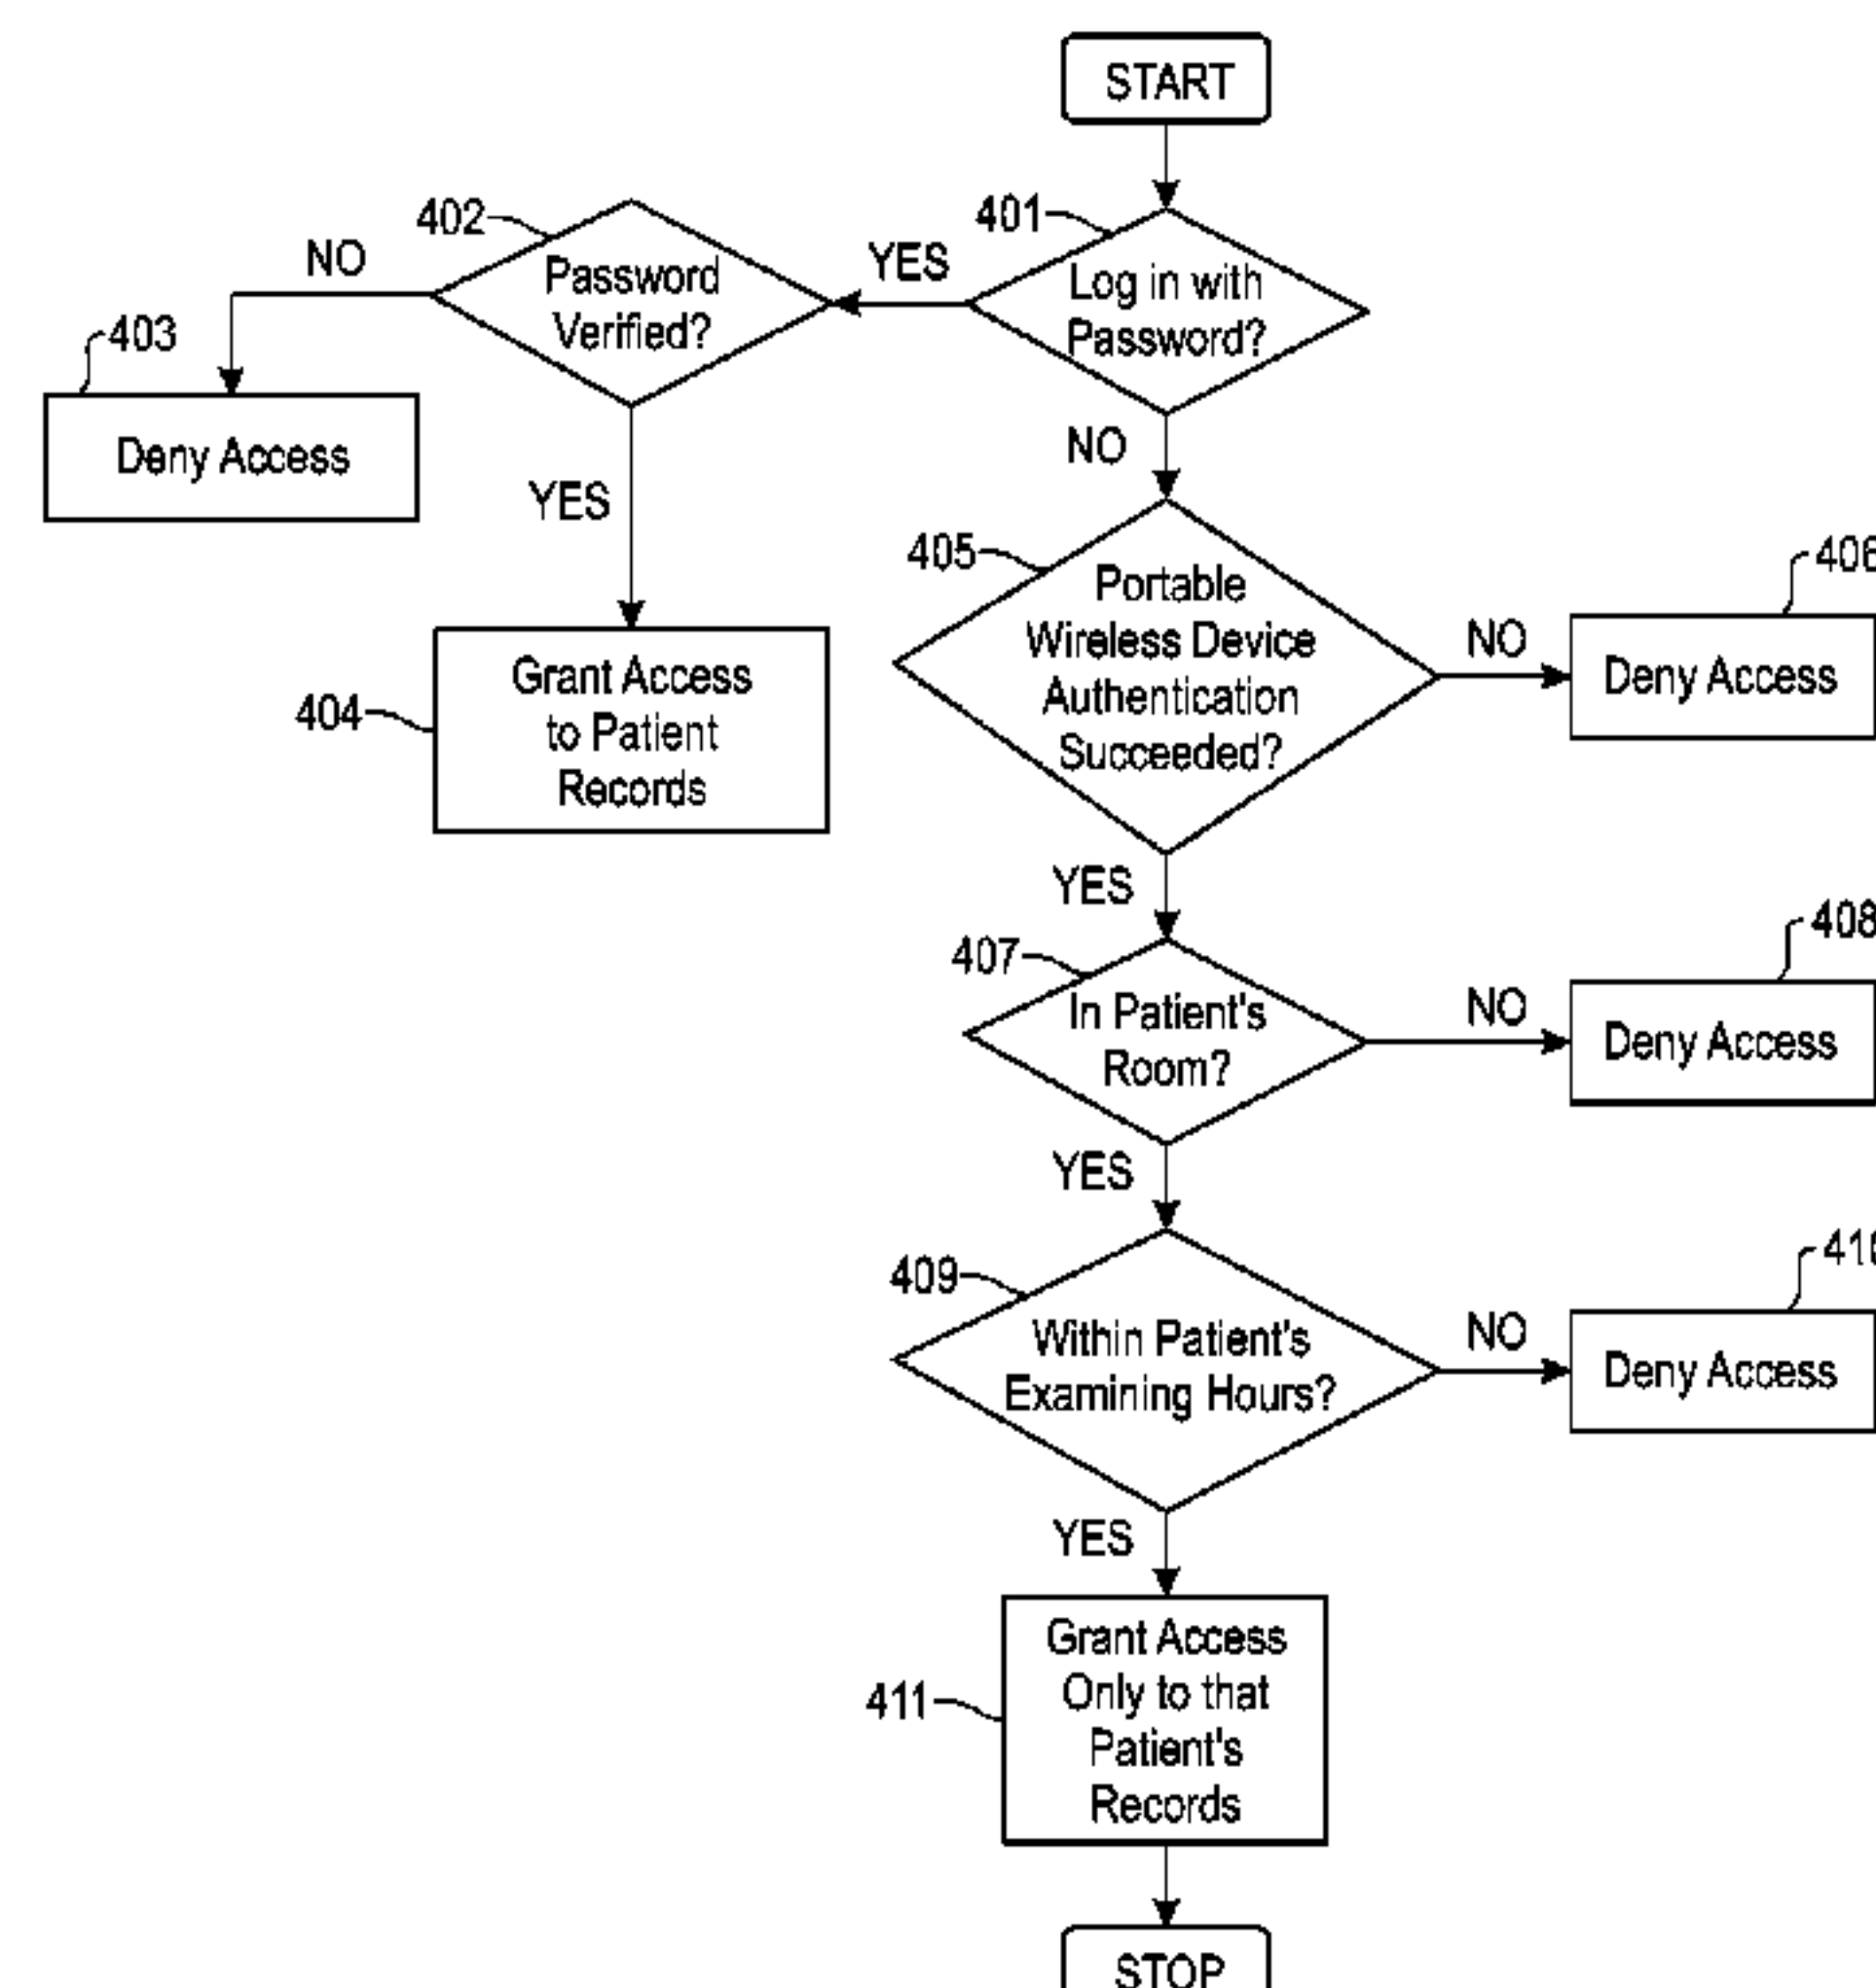 START
402
401
NO
YES
Password
Verified?
Log in with
Password?
403
Deny Access
NO
YES
405
406
Portable
Wireless Device
Authentication
Succeeded?
NO
Deny Access
Grant Access
to Patient
Records
404
YES
407
408
In Patient's
Room?
NO
Deny Access
YES
409
410
Within Patient's
Examining Hours?
NO
Deny Access
YES
Grant Access
Only to that
Patient's
Records
411
STOP